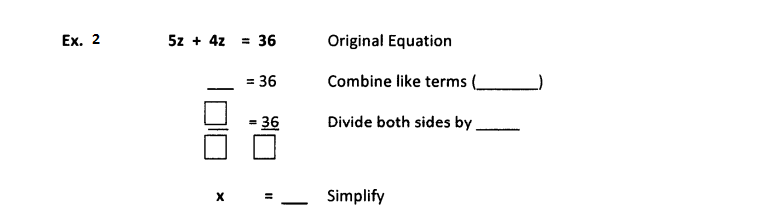 Ex. 2 5z + 4z = 36 Original Equation
___ = 36 Combine like terms (_______)
= 36 Divide both sides by _____
x = ___ Simplify